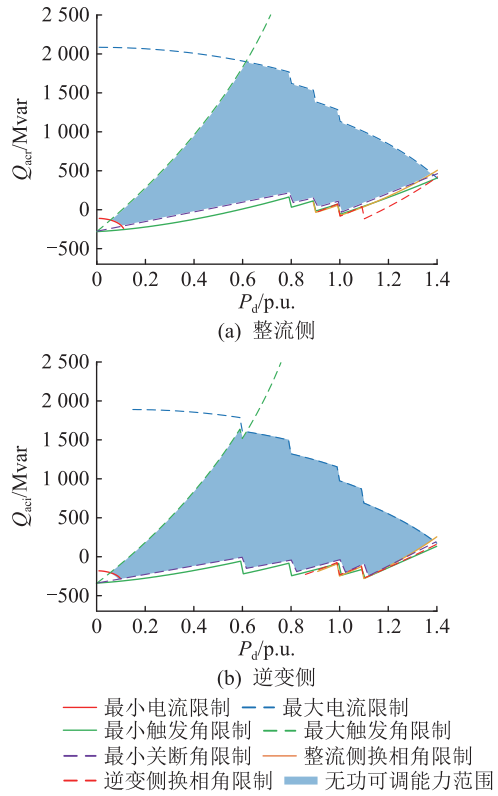 2 500
2 000
1 500
1 000
500
0
−500
Qacr/Mvar
0 0.2 0.4 0.6 0.8 1.0 1.2 1.4
Pd/p.u.
(a) 整流侧
2 500
2 000
1 500
1 000
500
0
−500
Qaci/Mvar
0 0.2 0.4 0.6 0.8 1.0 1.2 1.4
Pd/p.u.
(b) 逆变侧
最小电流限制 最大电流限制
最小触发角限制 最大触发角限制
最小关断角限制 整流侧换相角限制
逆变侧换相角限制 无功可调能力范围